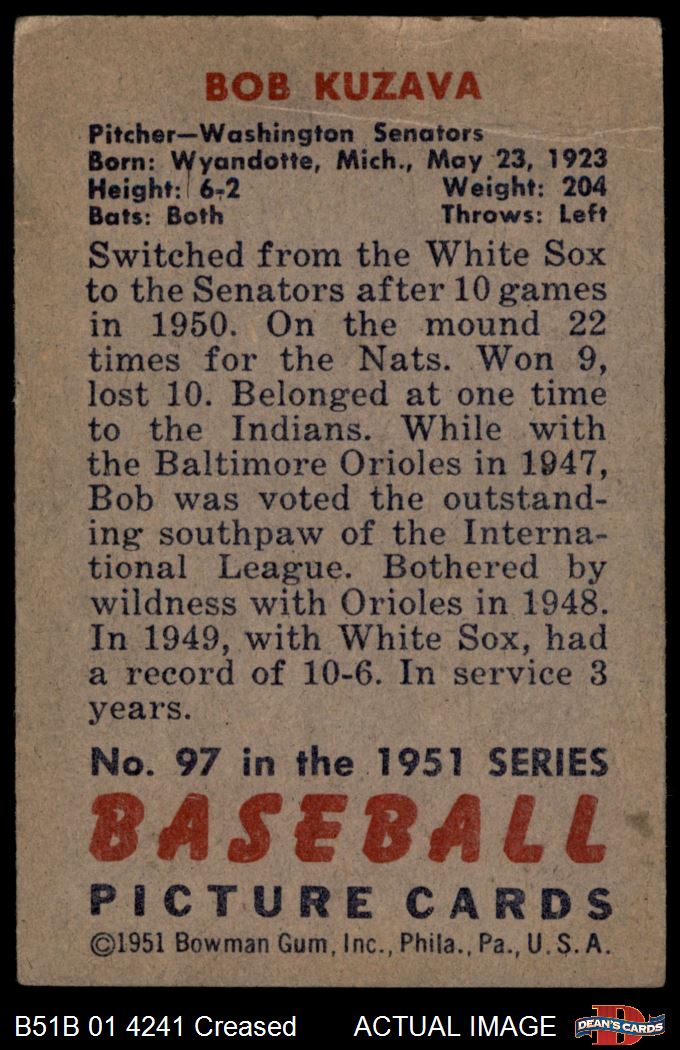 BOB KUZAVA
Pitcher—Washington Senators
Born: Wyandotte, Mich., May 23, 1923
Height: 6-2 Weight: 204
Bats: Both Throws: Left
Switched from the White Sox
to the Senators after 10 games
in 1950. On the mound 22
times for the Nats. Won 9,
lost 10. Belonged at one time
to the Indians. While with
the Baltimore Orioles in 1947,
Bob was voted the outstand-
ing southpaw of the Interna-
tional League. Bothered by
wildness with Orioles in 1948.
In 1949, with White Sox, had
a record of 10-6. In service 3
years.
No. 97 in the 1951 SERIES
BASEBALL
PICTURE CARDS
©1951 Bowman Gum, Inc., Phila., Pa., U.S.A.
B51B 01 4241 Creased ACTUAL IMAGE D DEAN'S CARDS